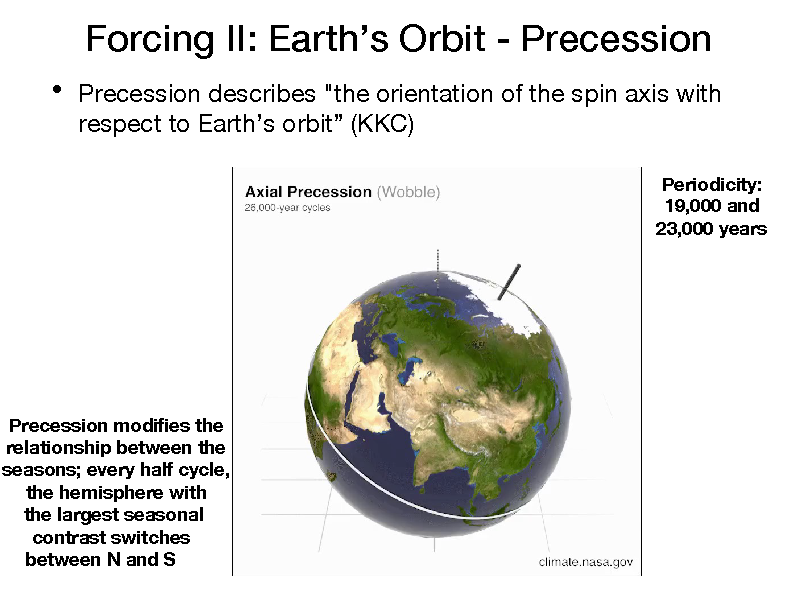 Forcing II: Earth’s Orbit - Precession
• Precession describes "the orientation of the spin axis with
respect to Earth’s orbit” (KKC)
Axial Precession (Wobble)
26,000-year cycles
Periodicity:
19,000 and
23,000 years
Precession modifies the
relationship between the
seasons; every half cycle,
the hemisphere with
the largest seasonal
contrast switches
between N and S
climate.nasa.gov